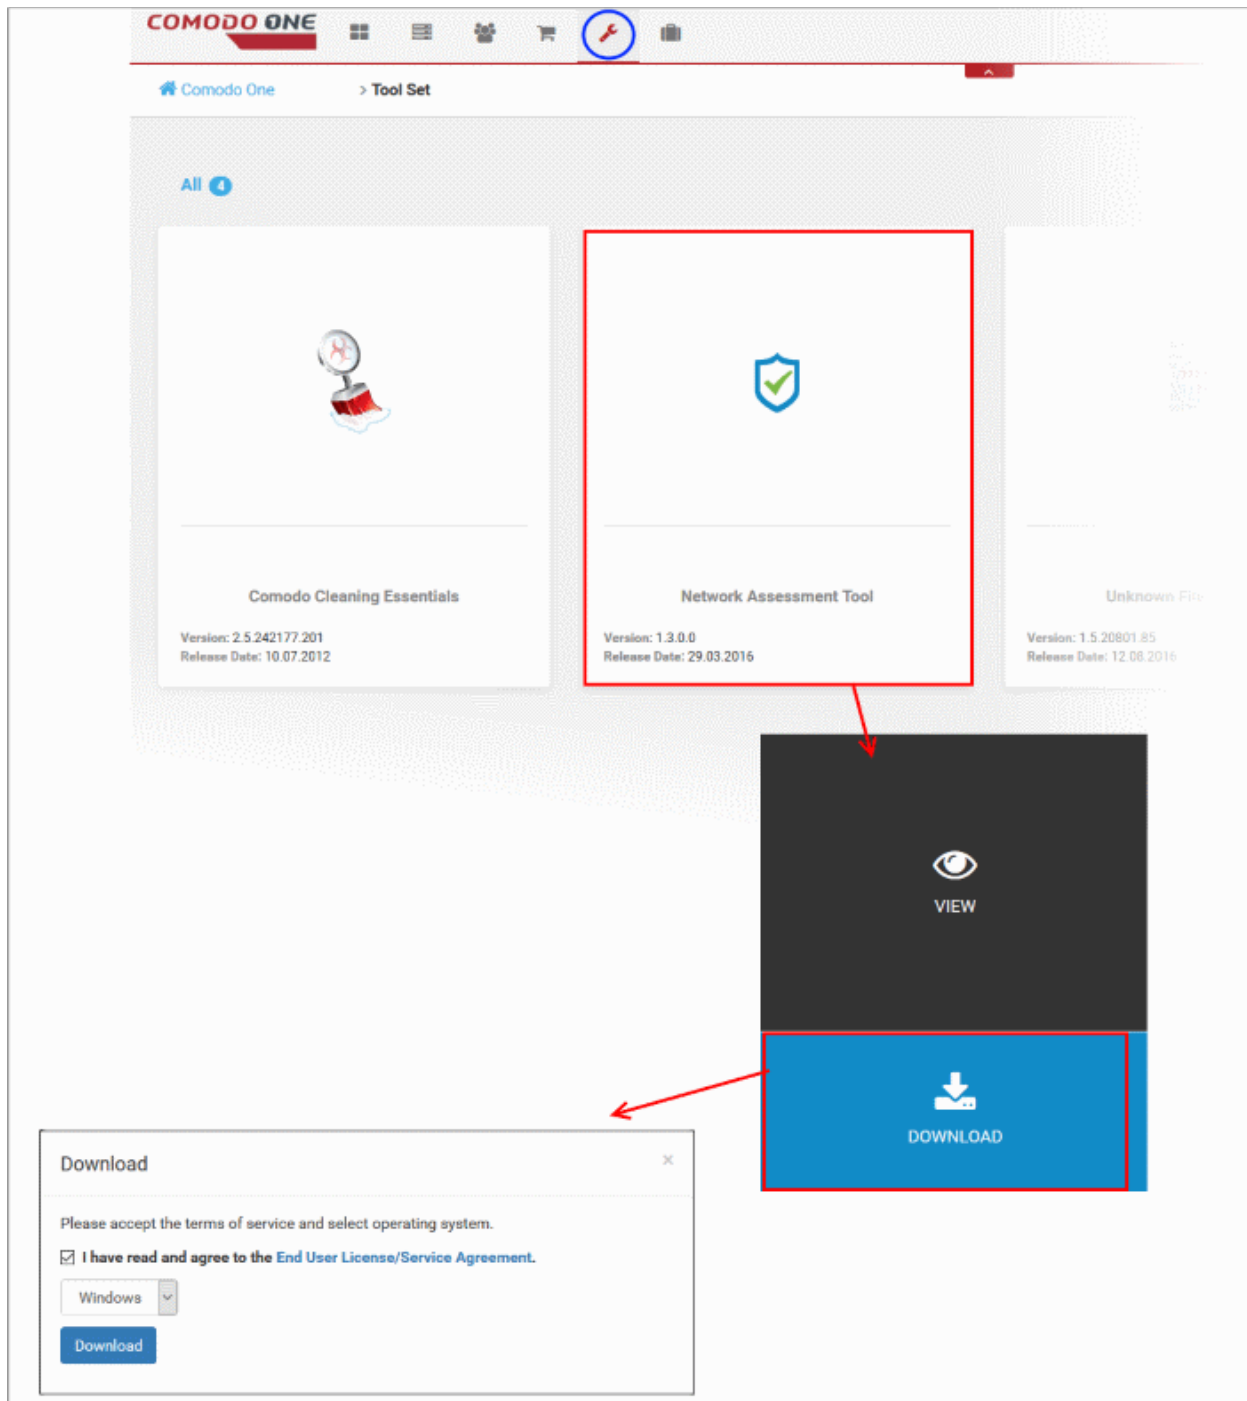 COMODO ONE
Comodo One > Tool Set
All 4
Comodo Cleaning Essentials
Version: 2.5.242177.201
Release Date: 10.07.2012
Network Assessment Tool
Version: 1.3.0.0
Release Date: 29.03.2016
Unknown File
Version: 1.5.20801.85
Release Date: 12.08.2016
VIEW
DOWNLOAD
Download ×
Please accept the terms of service and select operating system.
I have read and agree to the End User License/Service Agreement.
Windows
Download